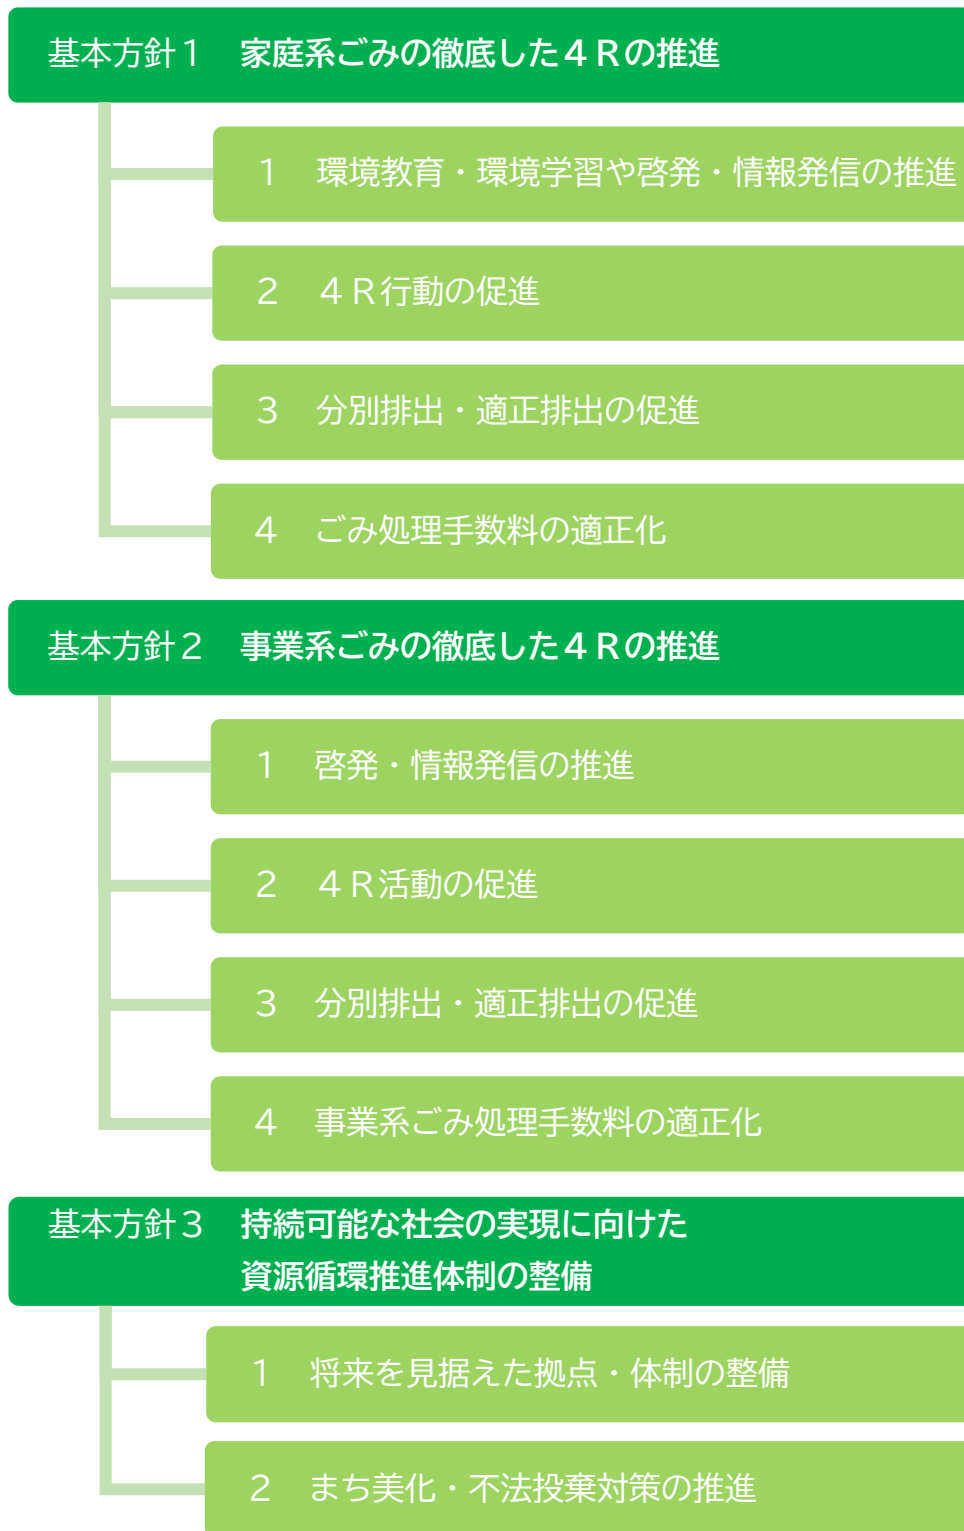 基本方針１　家庭系ごみの徹底した４Ｒの推進
１　環境教育・環境学習や啓発・情報発信の推進
２　４Ｒ行動の促進
３　分別排出・適正排出の促進
４　ごみ処理手数料の適正化
基本方針２　事業系ごみの徹底した４Ｒの推進
１　啓発・情報発信の推進
２　４Ｒ活動の促進
３　分別排出・適正排出の促進
４　事業系ごみ処理手数料の適正化
基本方針３　持続可能な社会の実現に向けた
資源循環推進体制の整備
１　将来を見据えた拠点・体制の整備
２　まち美化・不法投棄対策の推進